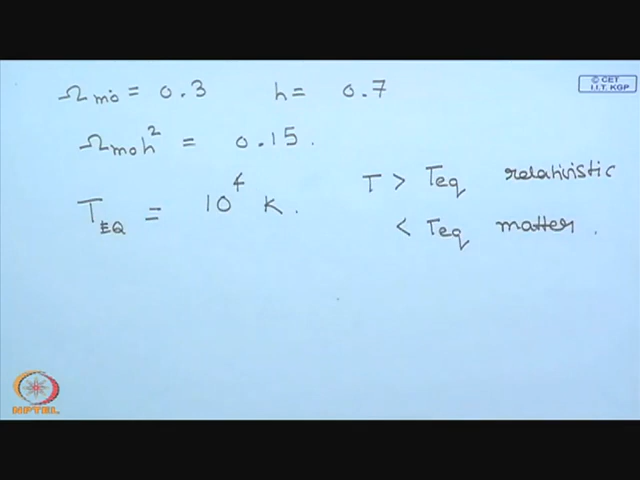 Ωm0 = 0.3 h = 0.7
© CET
I.I.T. KGP
Ωm0h² = 0.15.
T > Teq relativistic
TEQ = 10⁴ K.
< Teq matter.
NPTEL